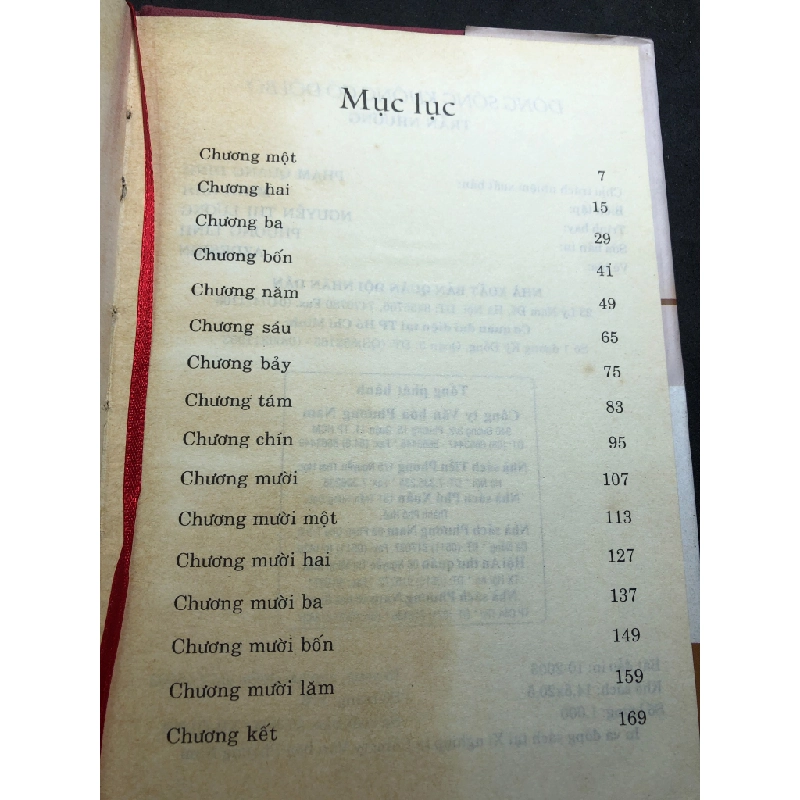 Mục lục
Chương một 7
Chương hai 15
Chương ba 29
Chương bốn 41
Chương năm 49
Chương sáu 65
Chương bảy 75
Chương tám 83
Chương chín 95
Chương mười 107
Chương mười một 113
Chương mười hai 127
Chương mười ba 137
Chương mười bốn 149
Chương mười lăm 159
Chương kết 169